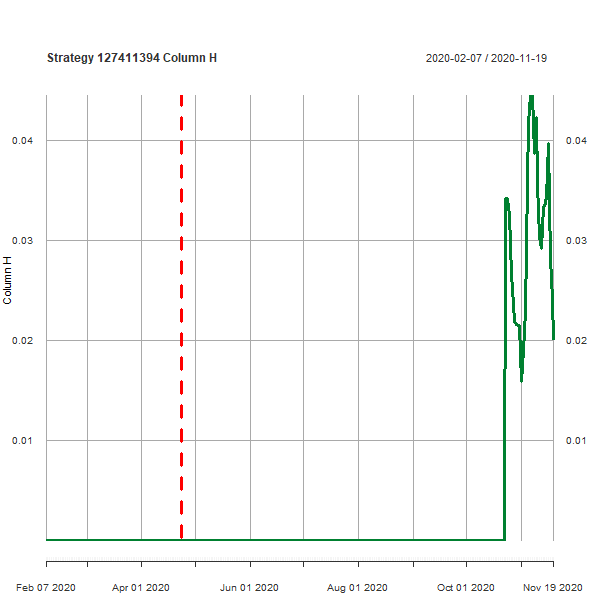 Strategy 127411394 Column H
2020-02-07 / 2020-11-19
0.04
0.04
0.03
0.03
Column H
0.02
0.02
0.01
0.01
Feb 07 2020
Apr 01 2020
Jun 01 2020
Aug 01 2020
Oct 01 2020
Nov 19 2020